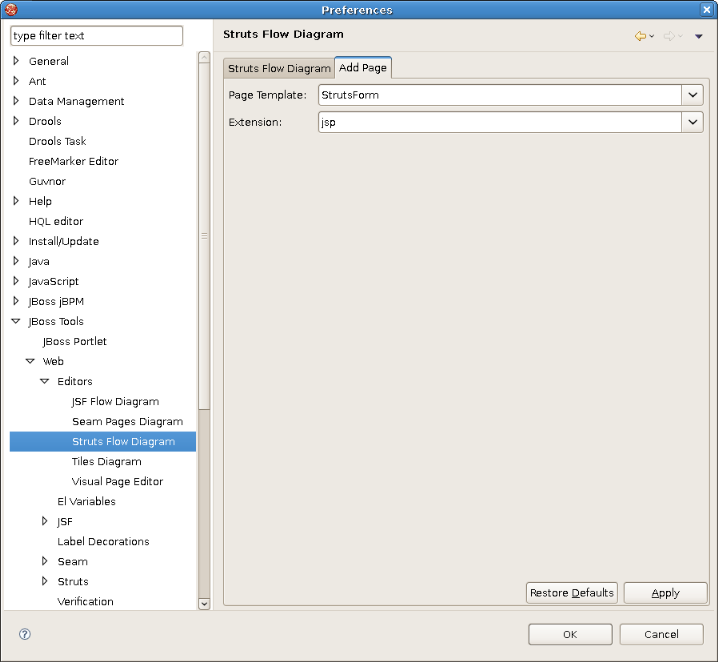 Preferences
type filter text
General
Ant
Data Management
Drools
Drools Task
FreeMarker Editor
Guvnor
Help
HQL editor
Install/Update
Java
JavaScript
JBoss jBPM
JBoss Tools
JBoss Portlet
Web
Editors
JSF Flow Diagram
Seam Pages Diagram
Struts Flow Diagram
Tiles Diagram
Visual Page Editor
El Variables
JSF
Label Decorations
Seam
Struts
Verification
Struts Flow Diagram
Struts Flow Diagram Add Page
Page Template: StrutsForm
Extension: jsp
Restore Defaults Apply
OK Cancel